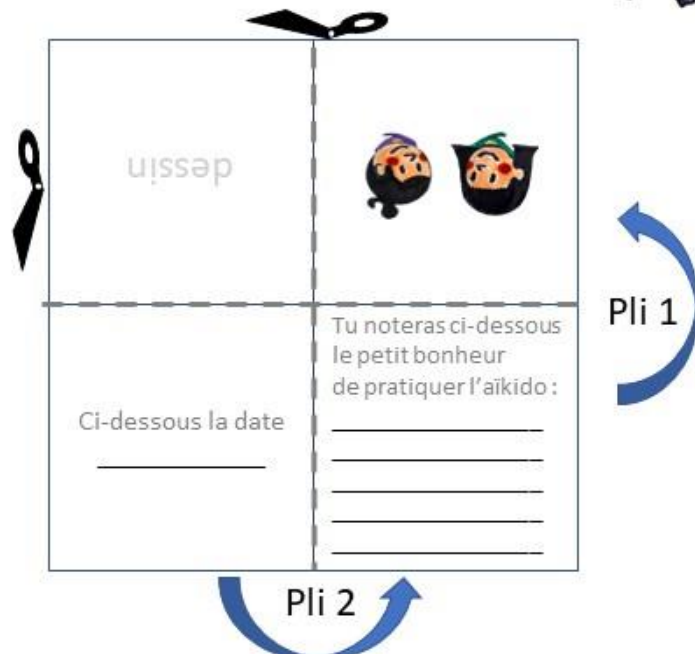 dessin
Pli 1
Tu noteras ci-dessous
le petit bonheur
de pratiquer l'aïkido :
Ci-dessous la date
Pli 2